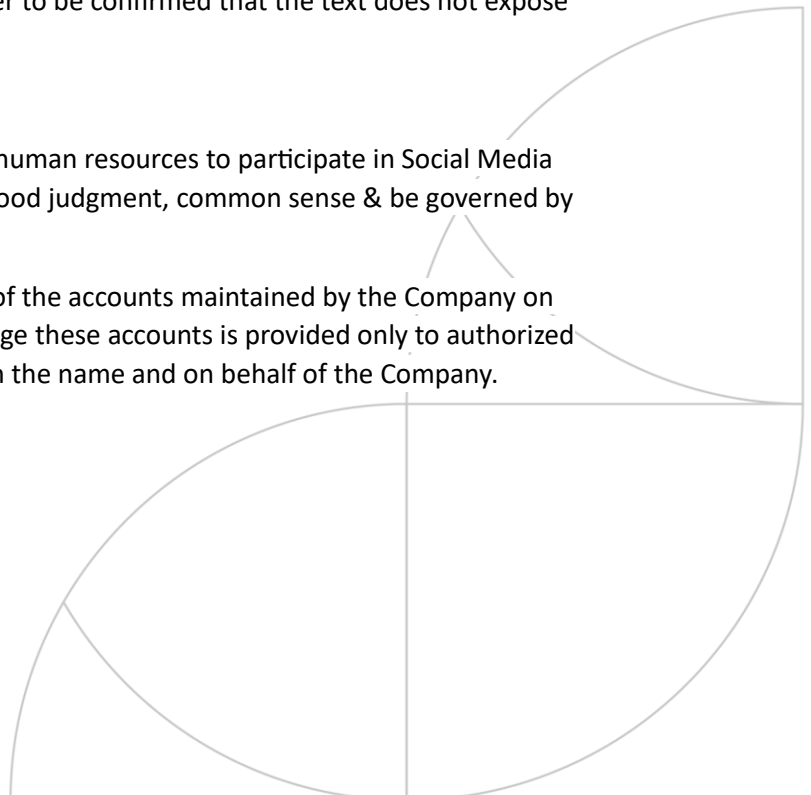 er to be confirmed that the text does not expose
human resources to participate in Social Media
ood judgment, common sense & be governed by
of the accounts maintained by the Company on
ge these accounts is provided only to authorized
n the name and on behalf of the Company.